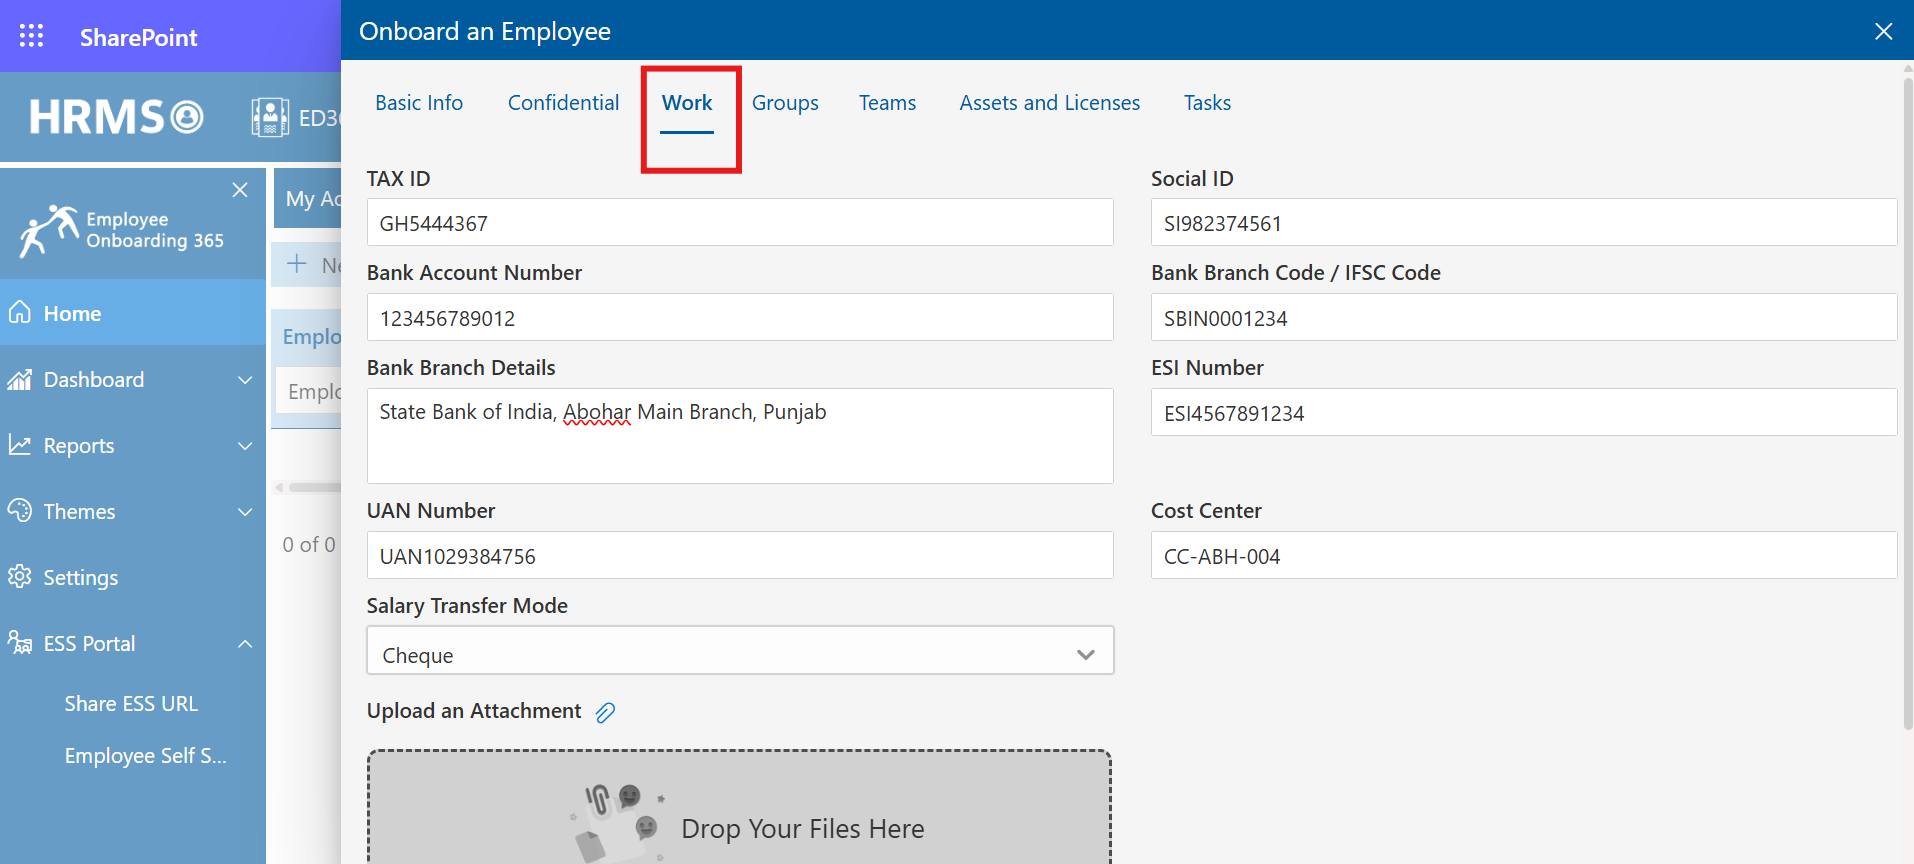 SharePoint
Onboard an Employee
HRMS
ED36
Basic Info
Confidential
Work
Groups
Teams
Assets and Licenses
Tasks
Employee
Onboarding 365
My Ac
Home
Dashboard
Reports
Themes
Settings
ESS Portal
Share ESS URL
Employee Self S...
Ne
Emplo
Emplo
0 of 0
TAX ID
GH5444367
Social ID
SI982374561
Bank Account Number
123456789012
Bank Branch Code / IFSC Code
SBIN0001234
Bank Branch Details
State Bank of India, Abohar Main Branch, Punjab
ESI Number
ESI4567891234
UAN Number
UAN1029384756
Cost Center
CC-ABH-004
Salary Transfer Mode
Cheque
Upload an Attachment
Drop Your Files Here